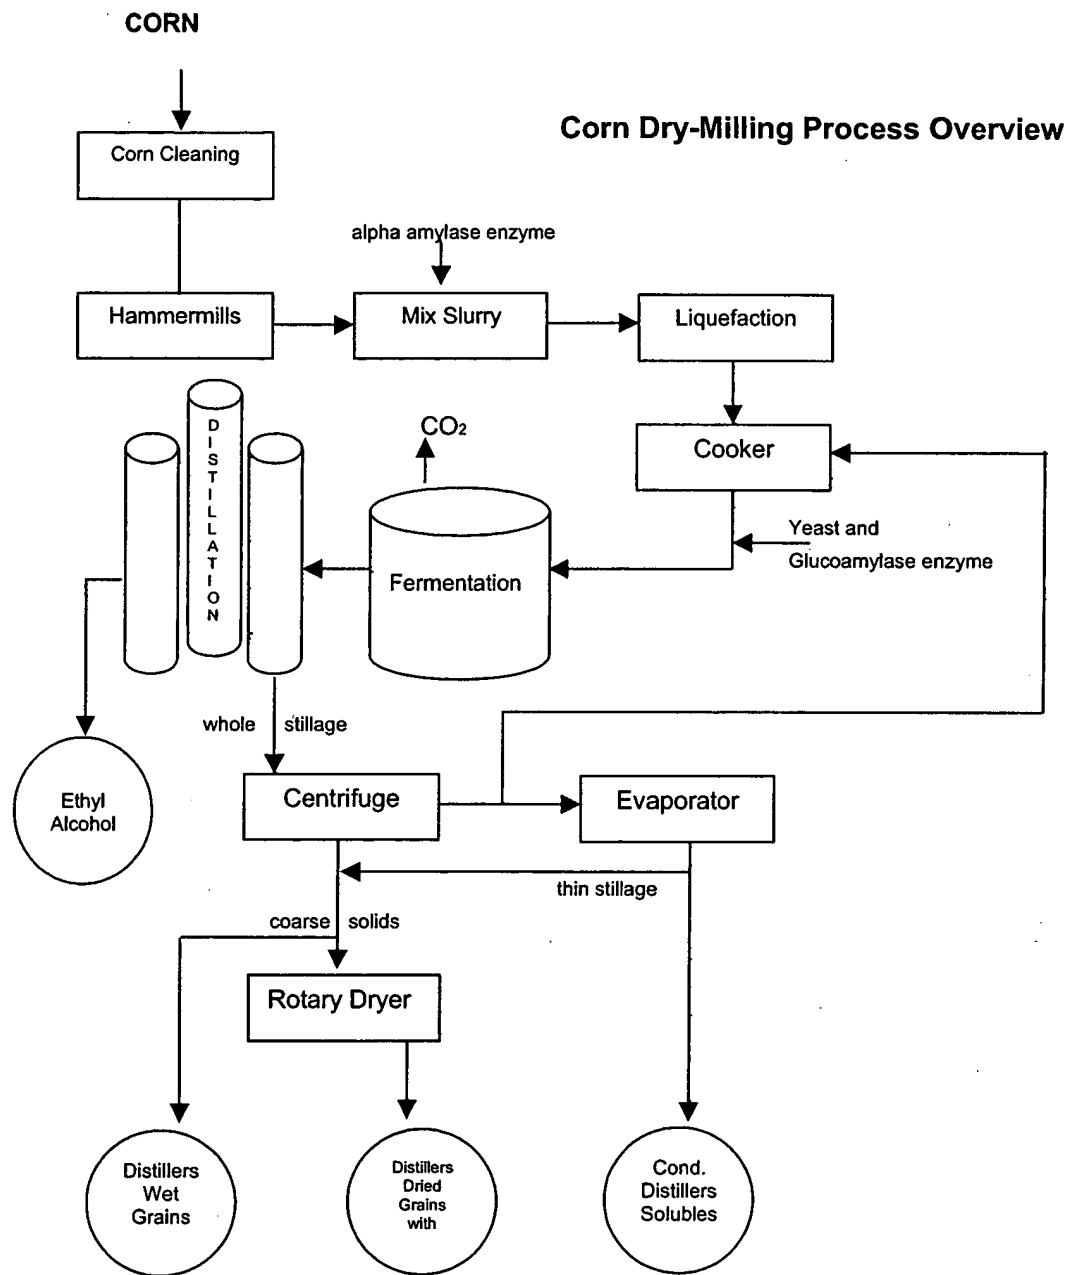 CORN
Corn Dry-Milling Process Overview
Corn Cleaning
alpha amylase enzyme
Hammermills
Mix Slurry
Liquefaction
DISTILLATION
CO₂
Cooker
Yeast and
Glucoamylase enzyme
Fermentation
whole stillage
Ethyl
Alcohol
Centrifuge
Evaporator
thin stillage
coarse solids
Rotary Dryer
Distillers
Wet
Grains
Distillers
Dried
Grains
with
Cond.
Distillers
Solubles